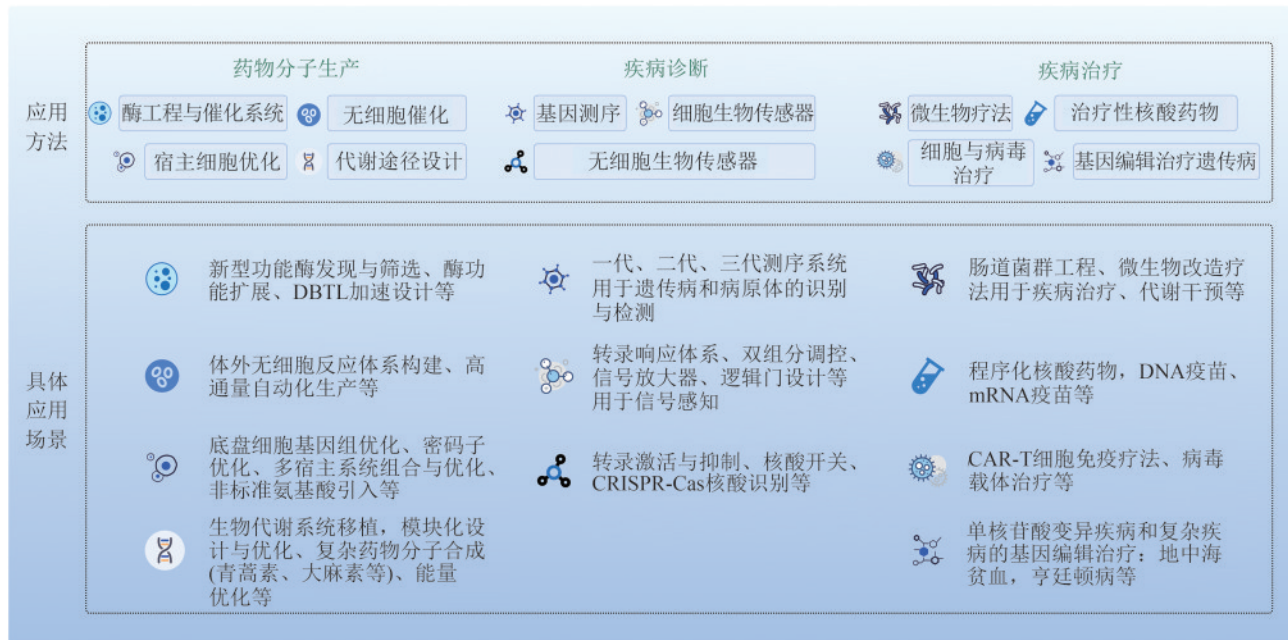 药物分子生产
疾病诊断
疾病治疗
应用
方法
酶工程与催化系统
无细胞催化
基因测序
细胞生物传感器
微生物疗法
治疗性核酸药物
宿主细胞优化
代谢途径设计
无细胞生物传感器
细胞与病毒
治疗
基因编辑治疗遗传病
具体
应用
场景
新型功能酶发现与筛选、酶功
能扩展、DBTL加速设计等
一代、二代、三代测序系统
用于遗传病和病原体的识别
与检测
肠道菌群工程、微生物改造疗
法用于疾病治疗、代谢干预等
体外无细胞反应体系构建、高
通量自动化生产等
转录响应体系、双组分调控、
信号放大器、逻辑门设计等
用于信号感知
程序化核酸药物，DNA疫苗、
mRNA疫苗等
底盘细胞基因组优化、密码子
优化、多宿主系统组合与优化、
非标准氨基酸引入等
转录激活与抑制、核酸开关、
CRISPR-Cas核酸识别等
CAR-T细胞免疫疗法、病毒
载体治疗等
生物代谢系统移植，模块化设
计与优化、复杂药物分子合成
(青蒿素、大麻素等)、能量
优化等
单核苷酸变异疾病和复杂疾
病的基因编辑治疗：地中海
贫血，亨廷顿病等